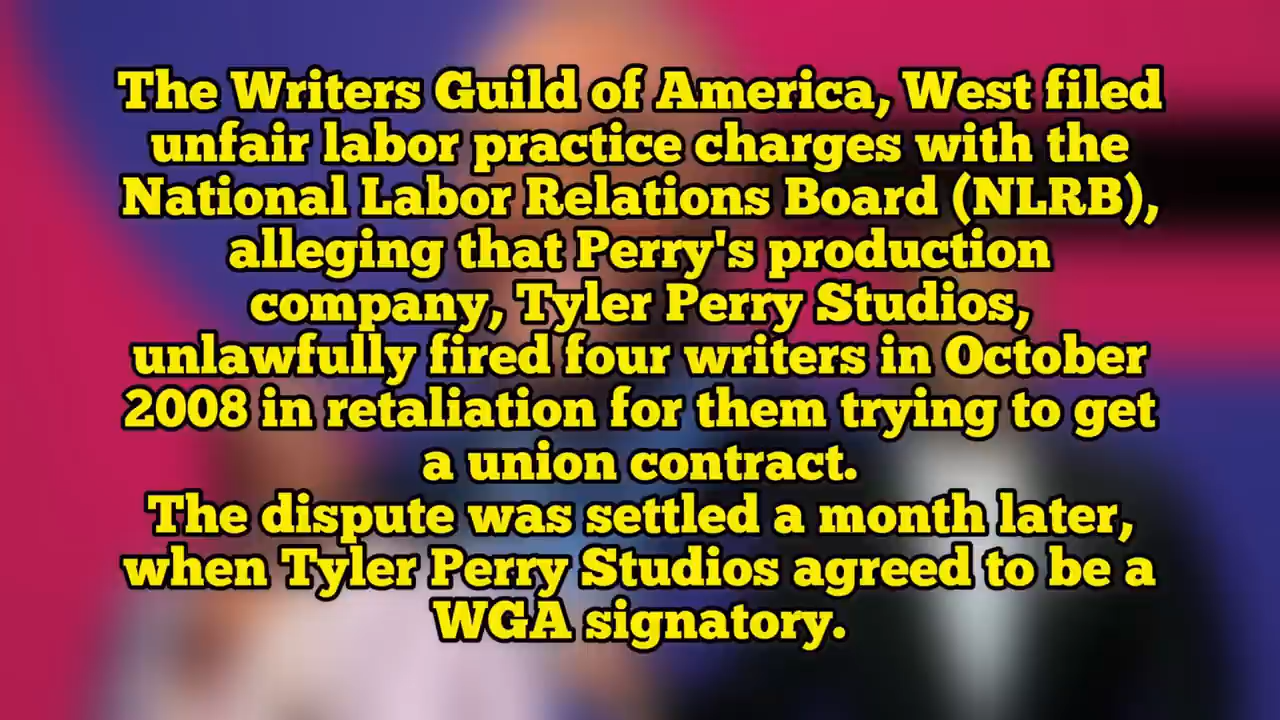 The Writers Guild of America, West filed
unfair labor practice charges with the
National Labor Relations Board (NLRB),
alleging that Perry's production
company, Tyler Perry Studios,
unlawfully fired four writers in October
2008 in retaliation for them trying to get
a union contract.
The dispute was settled a month later,
when Tyler Perry Studios agreed to be a
WGA signatory.